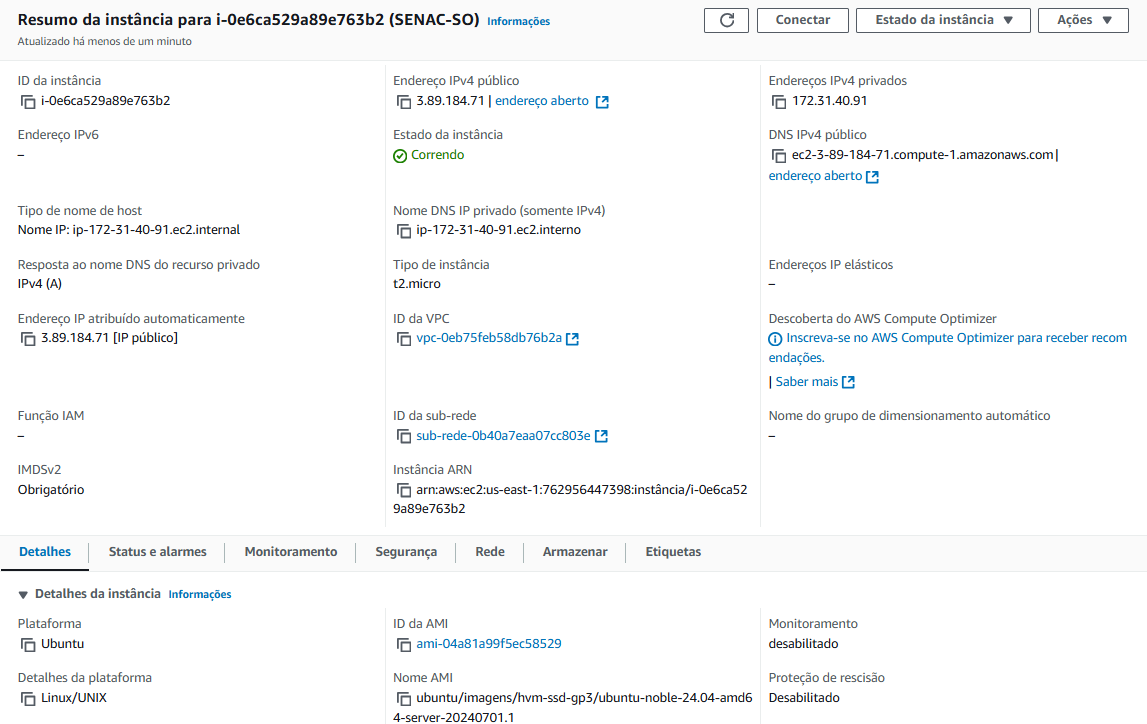 Resumo da instância para i-0e6ca529a89e763b2 (SENAC-SO) Informações
Atualizado há menos de um minuto
Conectar
Estado da instância
Ações
ID da instância
i-0e6ca529a89e763b2
Endereço IPv4 público
3.89.184.71 | endereço aberto
Endereços IPv4 privados
172.31.40.91
Endereço IPv6
–
Estado da instância
Correndo
DNS IPv4 público
ec2-3-89-184-71.compute-1.amazonaws.com |
endereço aberto
Tipo de nome de host
Nome IP: ip-172-31-40-91.ec2.internal
Nome DNS IP privado (somente IPv4)
ip-172-31-40-91.ec2.interno
Resposta ao nome DNS do recurso privado
IPv4 (A)
Tipo de instância
t2.micro
Endereços IP elásticos
–
Endereço IP atribuído automaticamente
3.89.184.71 [IP público]
ID da VPC
vpc-0eb75feb58db76b2a
Descoberta do AWS Compute Optimizer
Inscreva-se no AWS Compute Optimizer para receber recom
endações.
| Saber mais
Função IAM
–
ID da sub-rede
sub-rede-0b40a7eaa07cc803e
Nome do grupo de dimensionamento automático
–
IMDSv2
Obrigatório
Instância ARN
arn:aws:ec2:us-east-1:762956447398:instância/i-0e6ca52
9a89e763b2
Detalhes
Status e alarmes
Monitoramento
Segurança
Rede
Armazenar
Etiquetas
Detalhes da instância Informações
Plataforma
Ubuntu
ID da AMI
ami-04a81a99f5ec58529
Monitoramento
desabilitado
Detalhes da plataforma
Linux/UNIX
Nome AMI
ubuntu/imagens/hvm-ssd-gp3/ubuntu-noble-24.04-amd6
4-server-20240701.1
Proteção de rescisão
Desabilitado